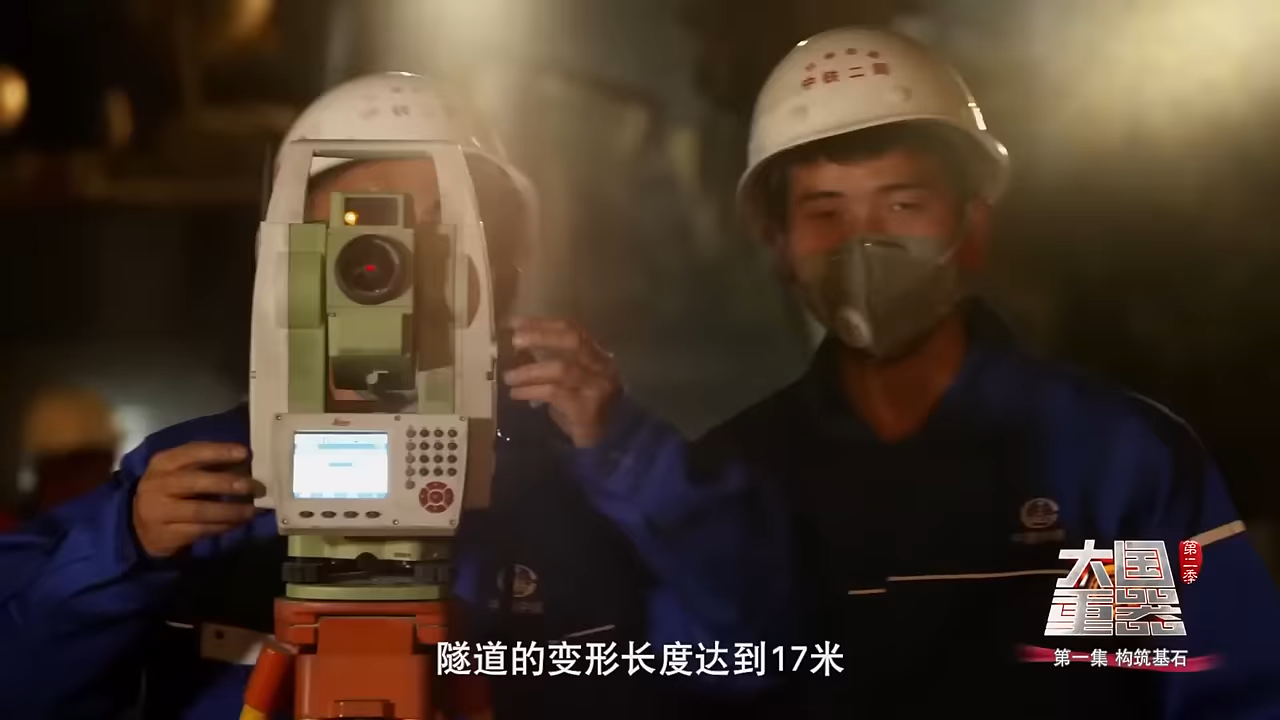 中铁二局
大国
重器
第二季
隧道的变形长度达到17米
第一集 构筑基石